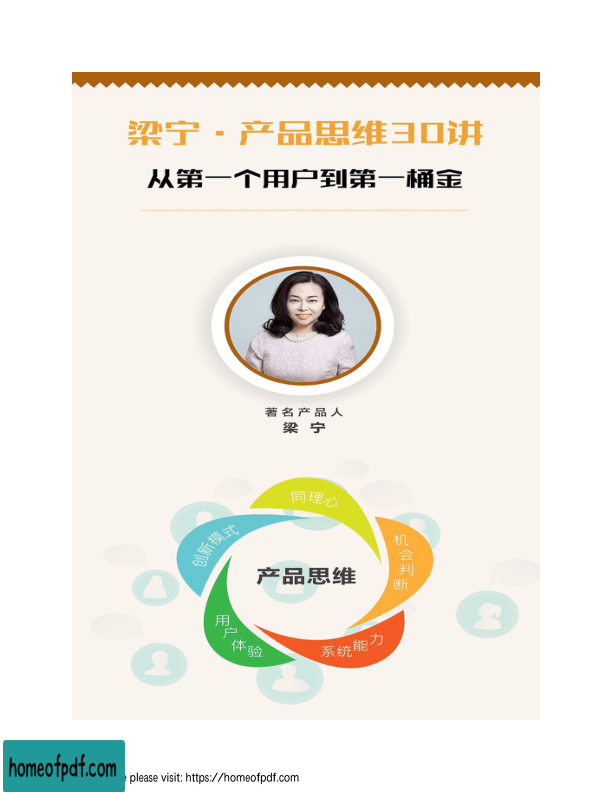 梁宁·产品思维30讲
从第一个用户到第一桶金
著名产品人
梁 宁
同理心
创新模式
机会判断
产品思维
用户体验
系统能力
homeofpdf.com
please visit: https://homeofpdf.com